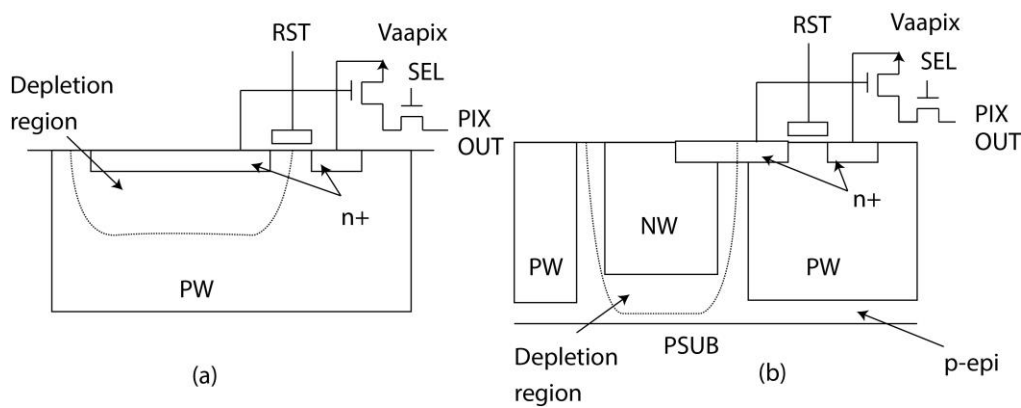 RST
Vaapix
SEL
Depletion
region
PIX
OUT
n+
PW
(a)
RST
Vaapix
SEL
PIX
OUT
n+
NW
PW
PW
Depletion
region
PSUB
p-epi
(b)